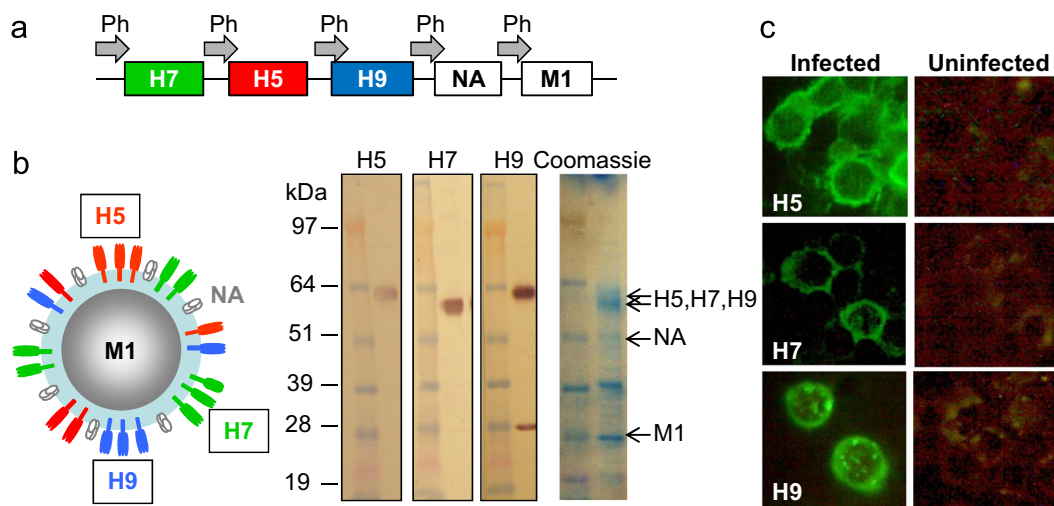 a
Ph Ph Ph Ph Ph
H7 H5 H9 NA M1
b
H5
NA
M1
H7
H9
H5 H7 H9 Coomassie
kDa
97
64
51
39
28
19
H5,H7,H9
NA
M1
c
Infected Uninfected
H5
H7
H9